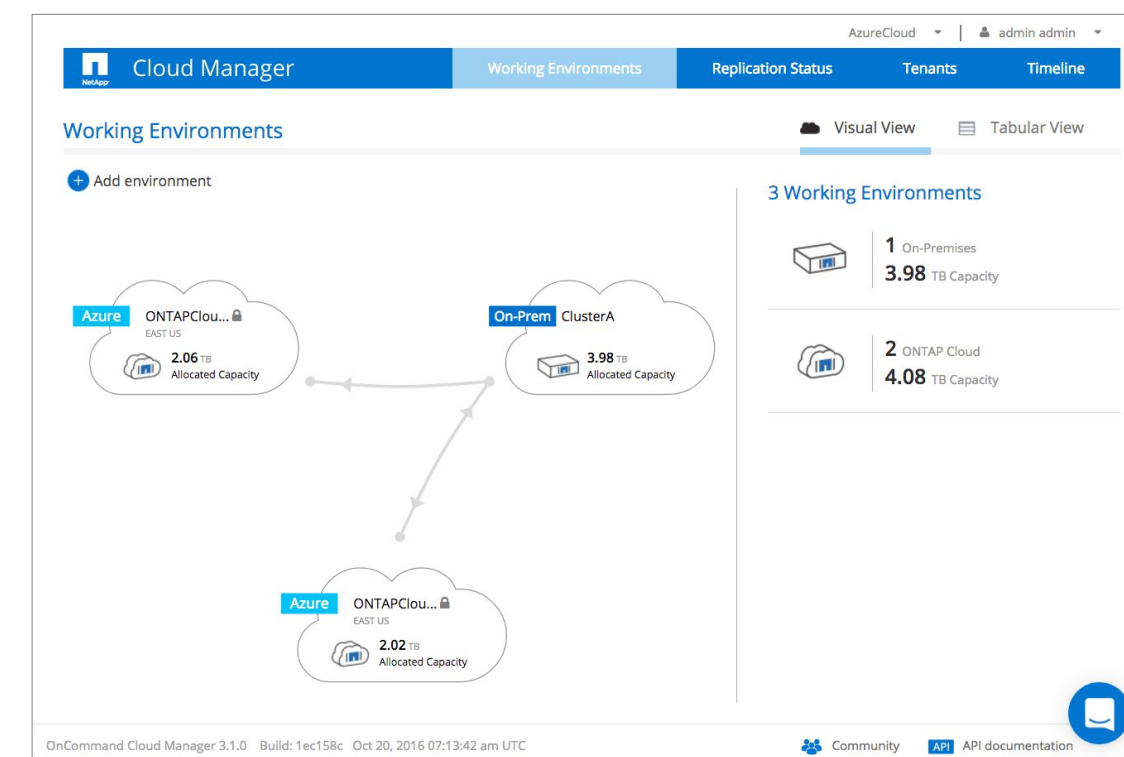 AzureCloud | admin admin
NetApp Cloud Manager Working Environments Replication Status Tenants Timeline
Working Environments Visual View Tabular View
Add environment
3 Working Environments
1 On-Premises
3.98 TB Capacity
Azure ONTAPClou...
EAST US
2.06 TB
Allocated Capacity
On-Prem ClusterA
3.98 TB
Allocated Capacity
2 ONTAP Cloud
4.08 TB Capacity
Azure ONTAPClou...
EAST US
2.02 TB
Allocated Capacity
OnCommand Cloud Manager 3.1.0 Build: 1ec158c Oct 20, 2016 07:13:42 am UTC Community API API documentation